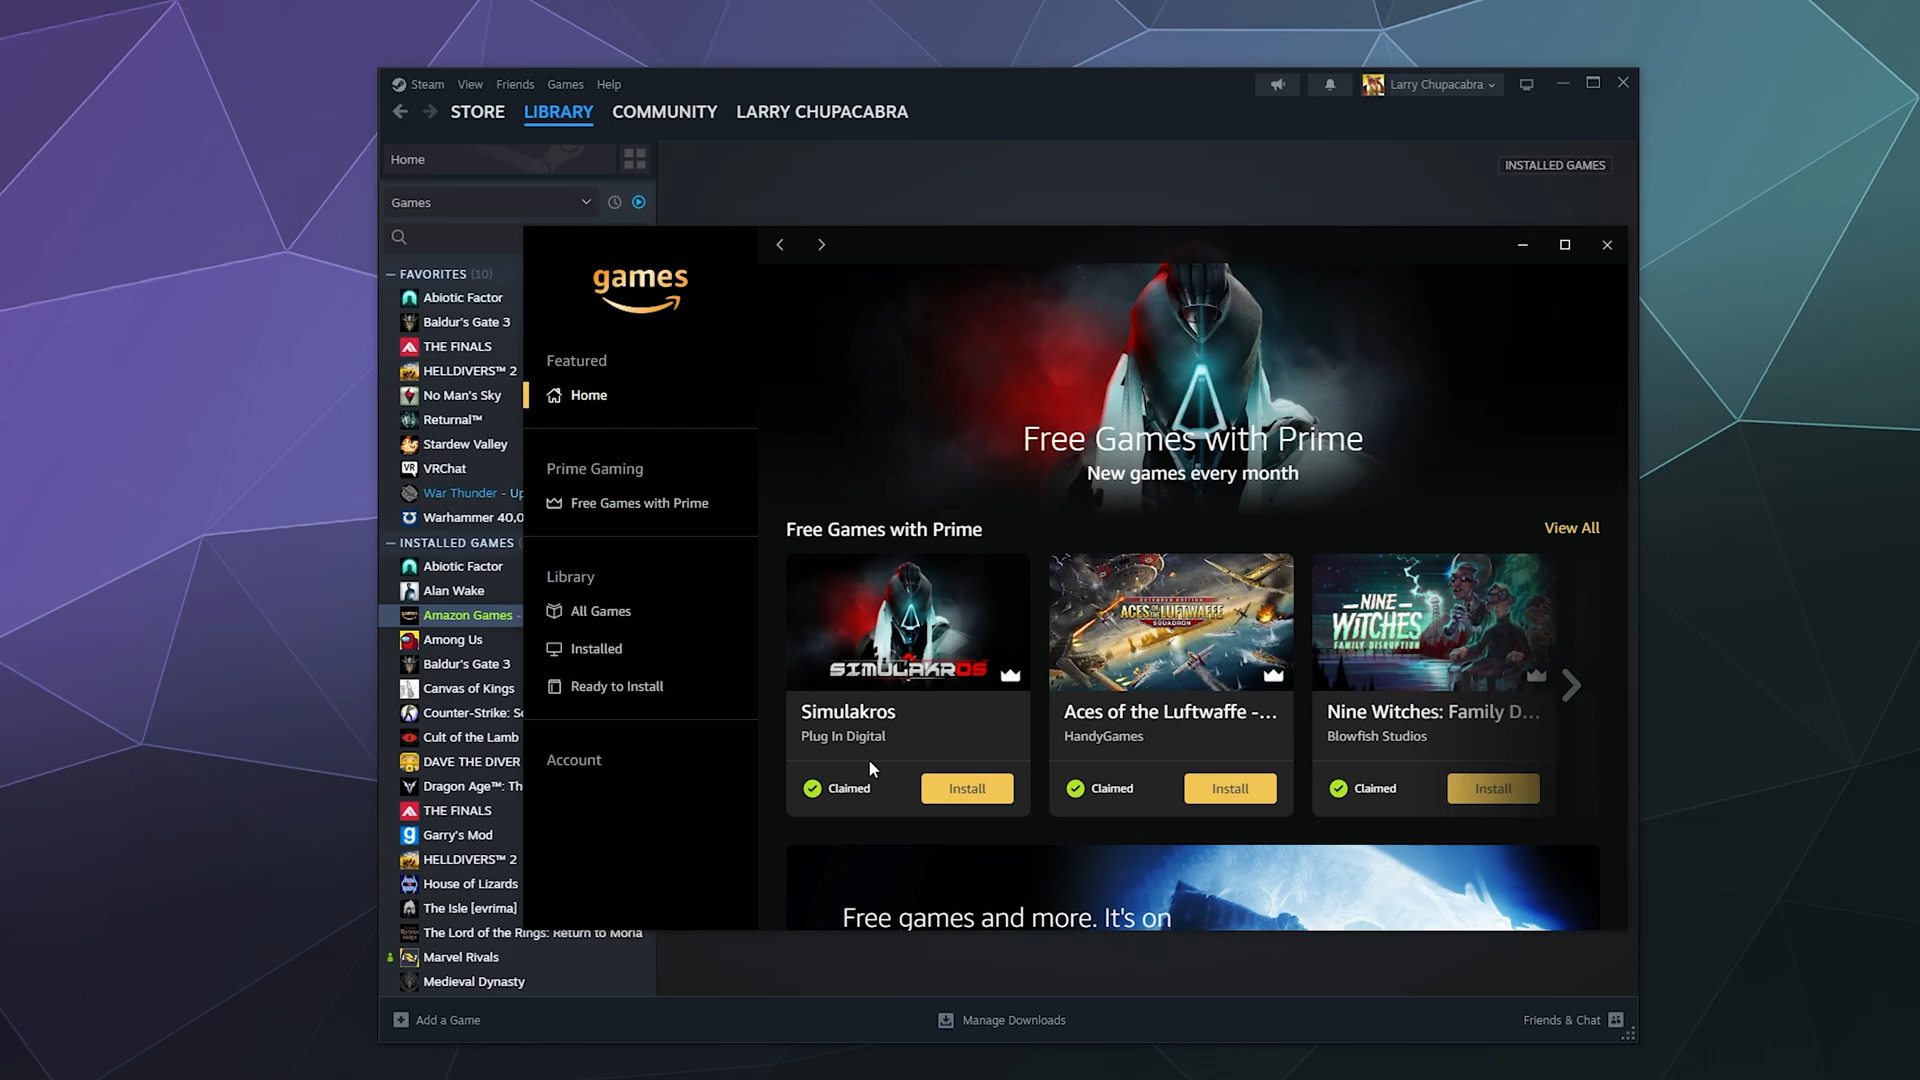 Steam View Friends Games Help
Larry Chupacabra
STORE LIBRARY COMMUNITY LARRY CHUPACABRA
Home
INSTALLED GAMES
Games
FAVORITES (10)
Abiotic Factor
Baldur's Gate 3
THE FINALS
HELLDIVERS™ 2
No Man's Sky
Returnal™
Stardew Valley
VRChat
War Thunder - Up
Warhammer 40,0
INSTALLED GAMES (
Abiotic Factor
Alan Wake
Amazon Games -
Among Us
Baldur's Gate 3
Canvas of Kings
Counter-Strike: So
Cult of the Lamb
DAVE THE DIVER
Dragon Age™: Th
THE FINALS
Garry's Mod
HELLDIVERS™ 2
House of Lizards
The Isle [evrima]
The Lord of the Rings: Return to Moria
Marvel Rivals
Medieval Dynasty
games
Featured
Home
Prime Gaming
Free Games with Prime
Library
All Games
Installed
Ready to Install
Account
Free Games with Prime
New games every month
Free Games with Prime
View All
SIMULAKROS
Simulakros
Plug In Digital
Claimed Install
EXTENDED EDITION
ACES OF THE LUFTWAFFE
SQUADRON
Aces of the Luftwaffe -...
HandyGames
Claimed Install
NINE
WITCHES
FAMILY DISRUPTION
Nine Witches: Family D...
Blowfish Studios
Claimed Install
Free games and more. It's on
Add a Game
Manage Downloads
Friends & Chat